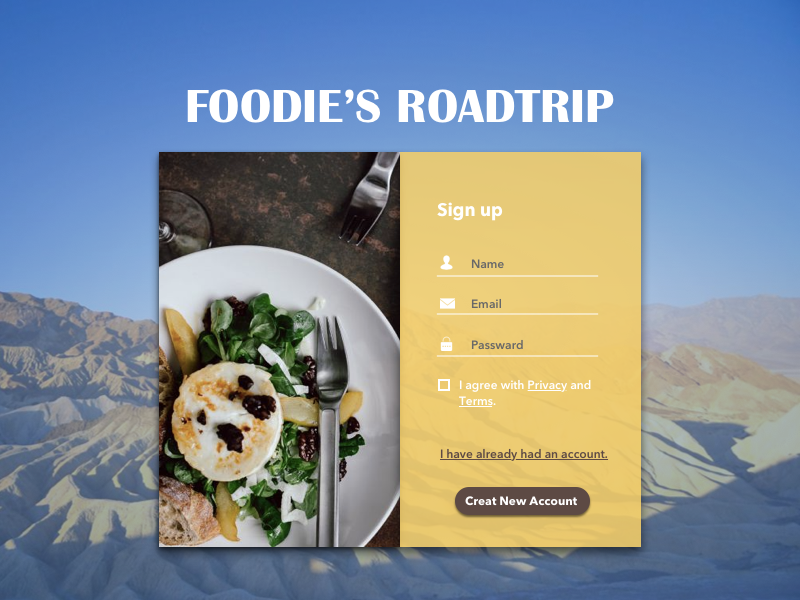 FOODIE’S ROADTRIP
Sign up
Name
Email
Passward
I agree with Privacy and
Terms.
I have already had an account.
Creat New Account